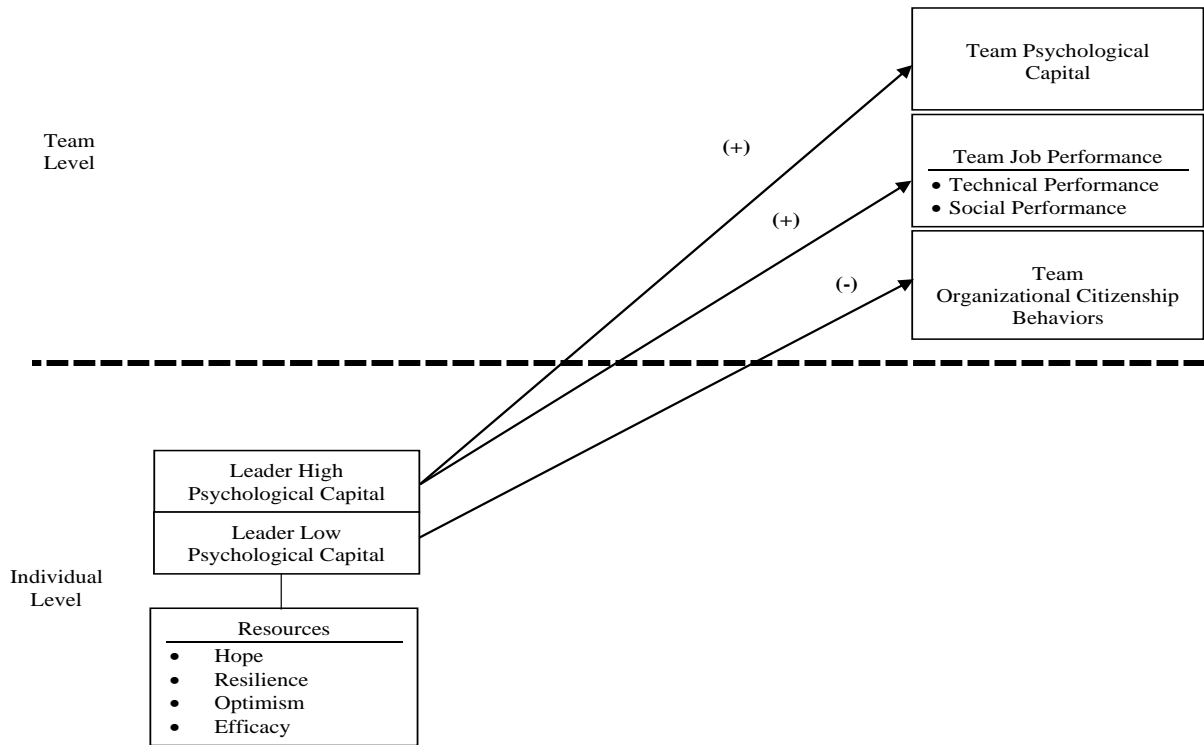 Team Psychological
Capital
Team
Level
(+)
Team Job Performance
• Technical Performance
• Social Performance
(+)
(-)
Team
Organizational Citizenship
Behaviors
Leader High
Psychological Capital
Leader Low
Psychological Capital
Individual
Level
Resources
• Hope
• Resilience
• Optimism
• Efficacy